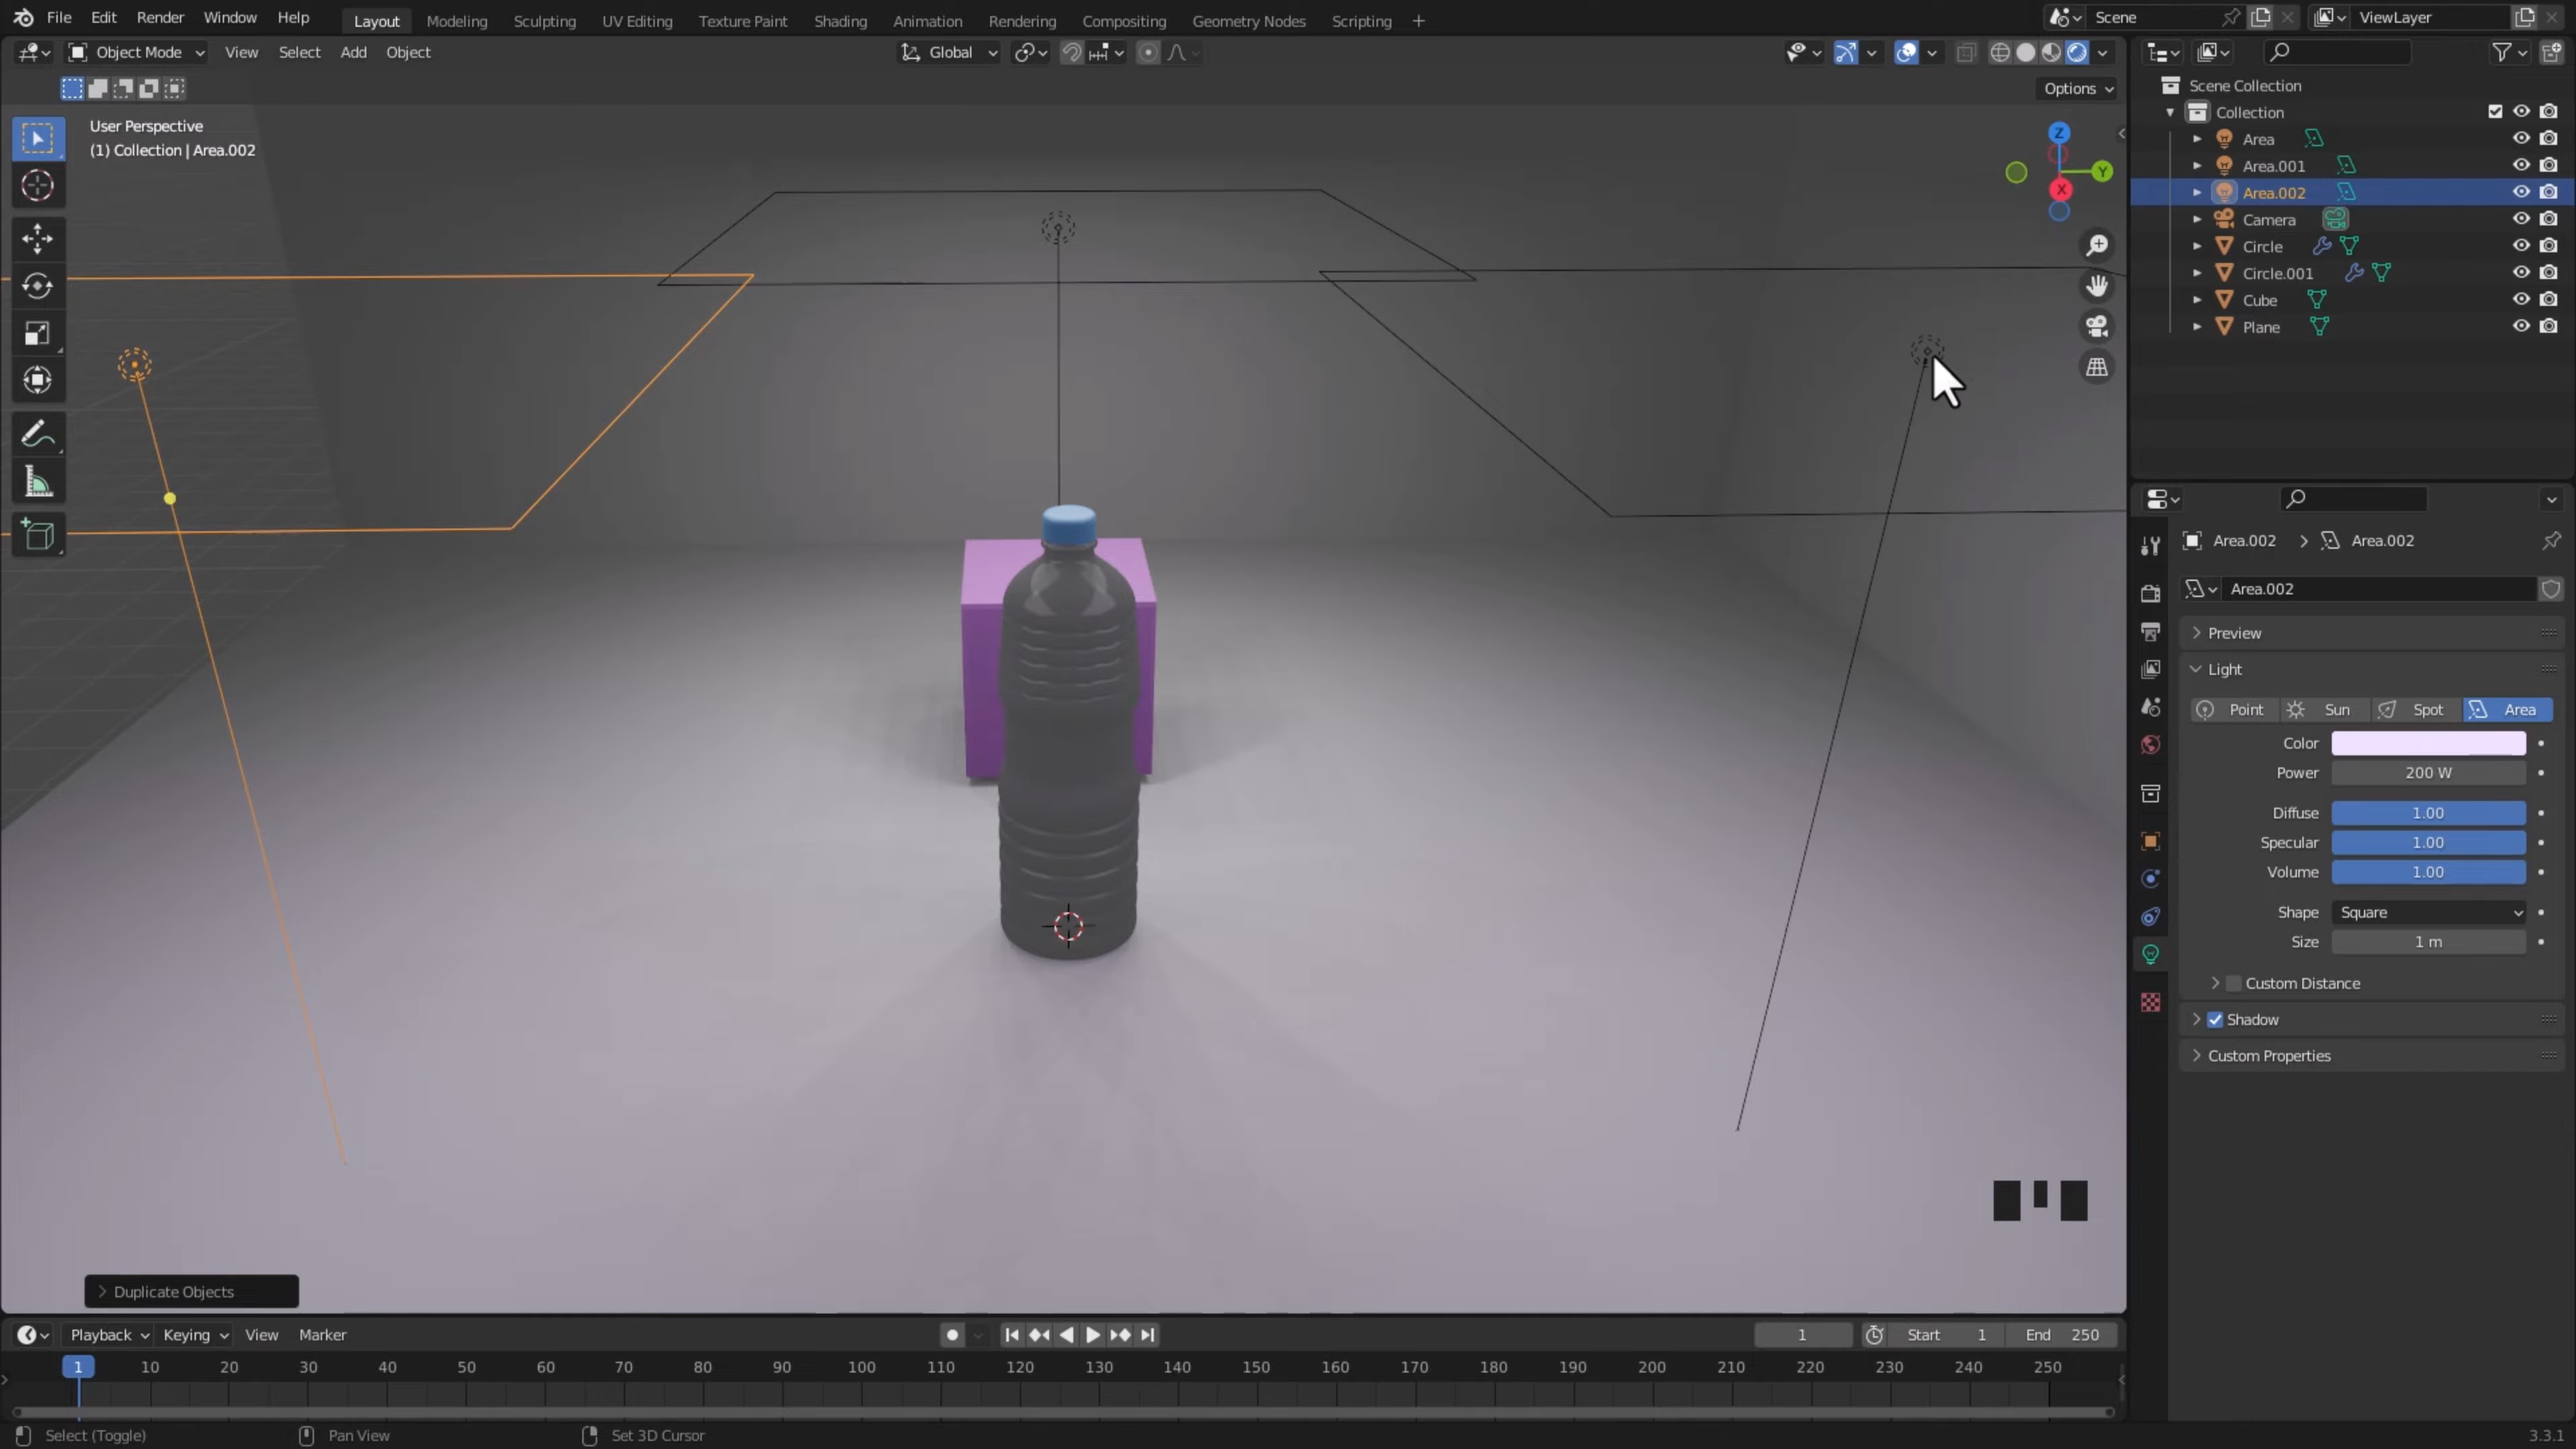 File Edit Render Window Help Layout Modeling Sculpting UV Editing Texture Paint Shading Animation Rendering Compositing Geometry Nodes Scripting + Scene ViewLayer
Object Mode View Select Add Object Global
Options
User Perspective
(1) Collection | Area.002
Z
Y
X
Scene Collection
Collection
Area
Area.001
Area.002
Camera
Circle
Circle.001
Cube
Plane
Area.002 > Area.002
Area.002
Preview
Light
Point Sun Spot Area
Color
Power 200 W
Diffuse 1.00
Specular 1.00
Volume 1.00
Shape Square
Size 1 m
Custom Distance
Shadow
Custom Properties
Duplicate Objects
Playback Keying View Marker 1 Start 1 End 250
1 10 20 30 40 50 60 70 80 90 100 110 120 130 140 150 160 170 180 190 200 210 220 230 240 250
Select (Toggle) Pan View Set 3D Cursor 3.3.1